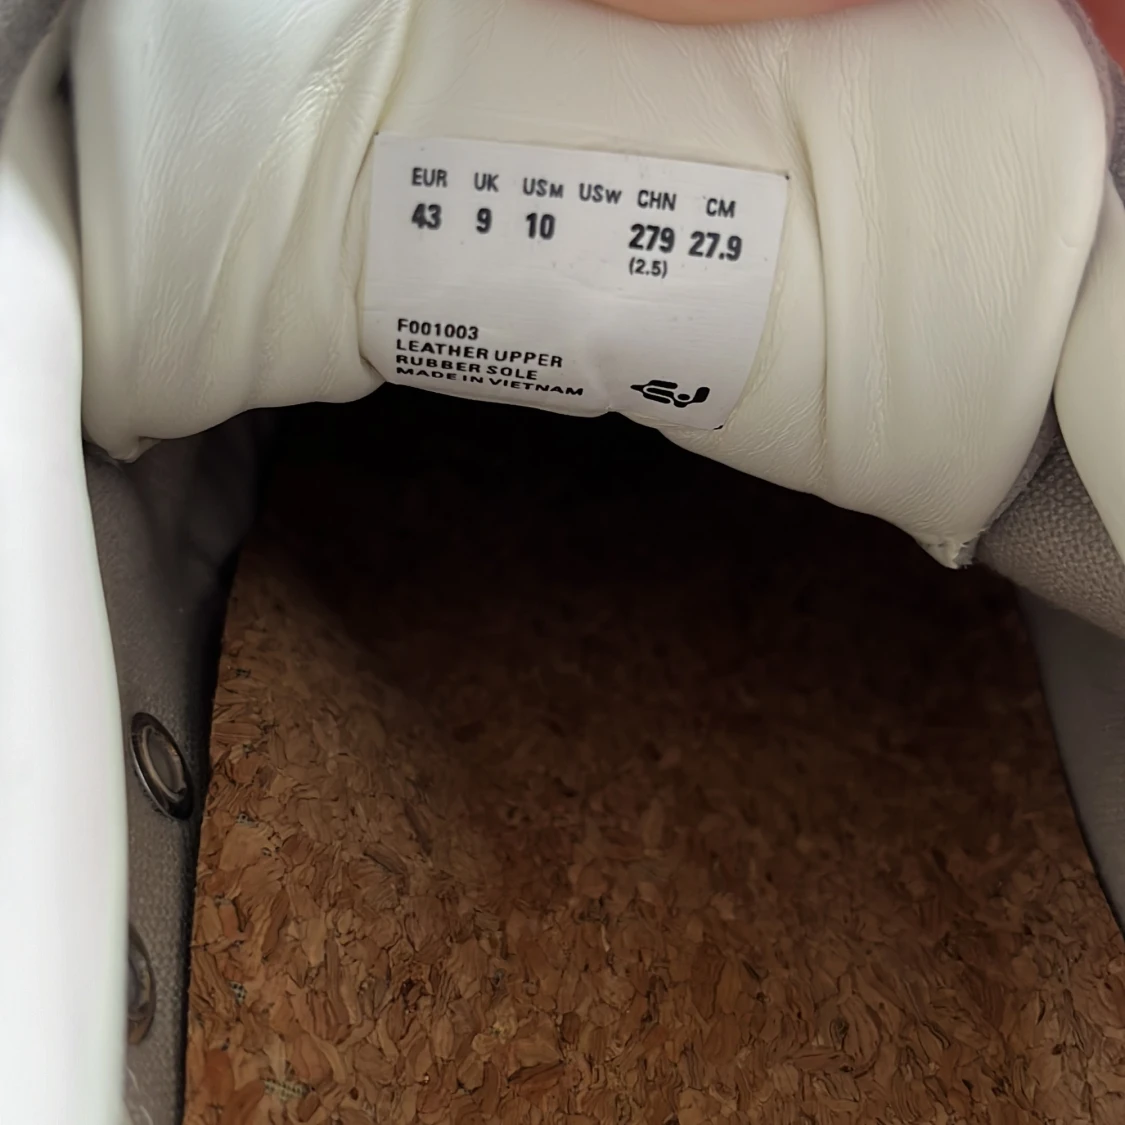 EUR UK USM USW CHN CM
43 9 10 279 27.9
(2.5)
F001003
LEATHER UPPER
RUBBER SOLE
MADE IN VIETNAM